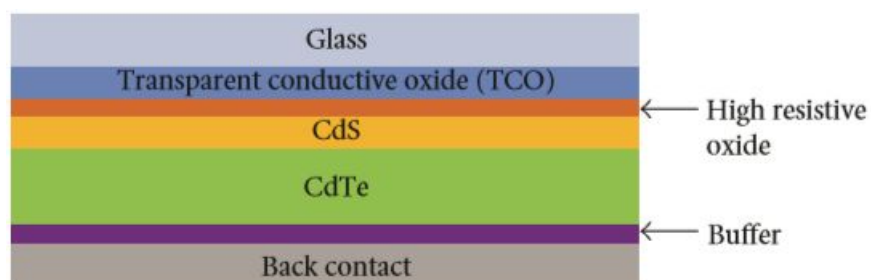 Glass
Transparent conductive oxide (TCO)
High resistive
oxide
CdS
CdTe
Buffer
Back contact